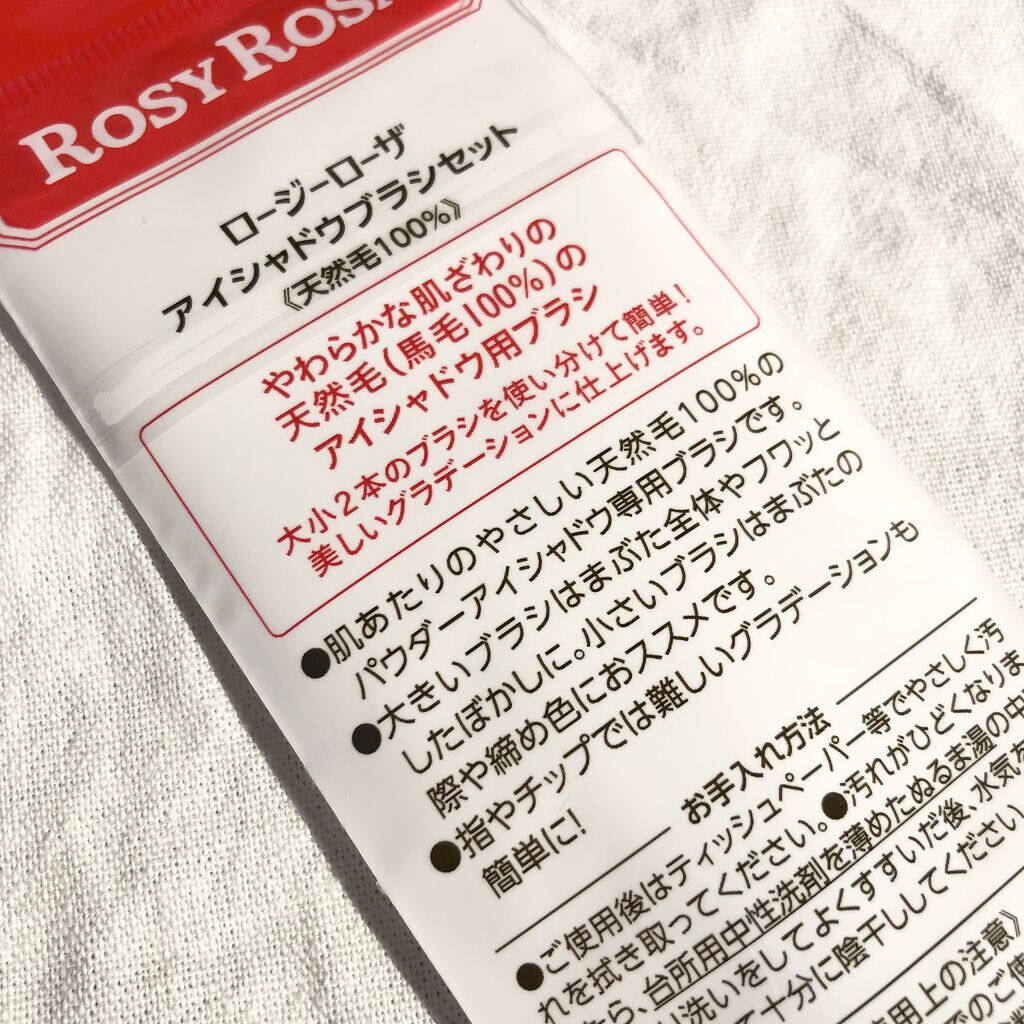 ROSY ROSA
ロージーローザ
アイシャドウブラシセット
《天然毛100%》
やわらかな肌ざわりの
天然毛(馬毛100%)の
アイシャドウ用ブラシ
大小2本のブラシを使い分けて簡単!
美しいグラデーションに仕上げます。
●肌あたりのやさしい天然毛100%の
パウダーアイシャドウ専用ブラシです。
●大きいブラシはまぶた全体やフワッと
したぼかしに。小さいブラシはまぶたの
際や締め色におススメです。
●指やチップでは難しいグラデーションも
簡単に!
お手入れ方法
●ご使用後はティッシュペーパー等でやさしく汚
れを拭き取ってください。●汚れがひどくなりま
たら、台所用中性洗剤を薄めたぬるま湯の中
洗いをしてよくすすいだ後、水気を
て十分に陰干ししてください
使用上の注意》
でのご使